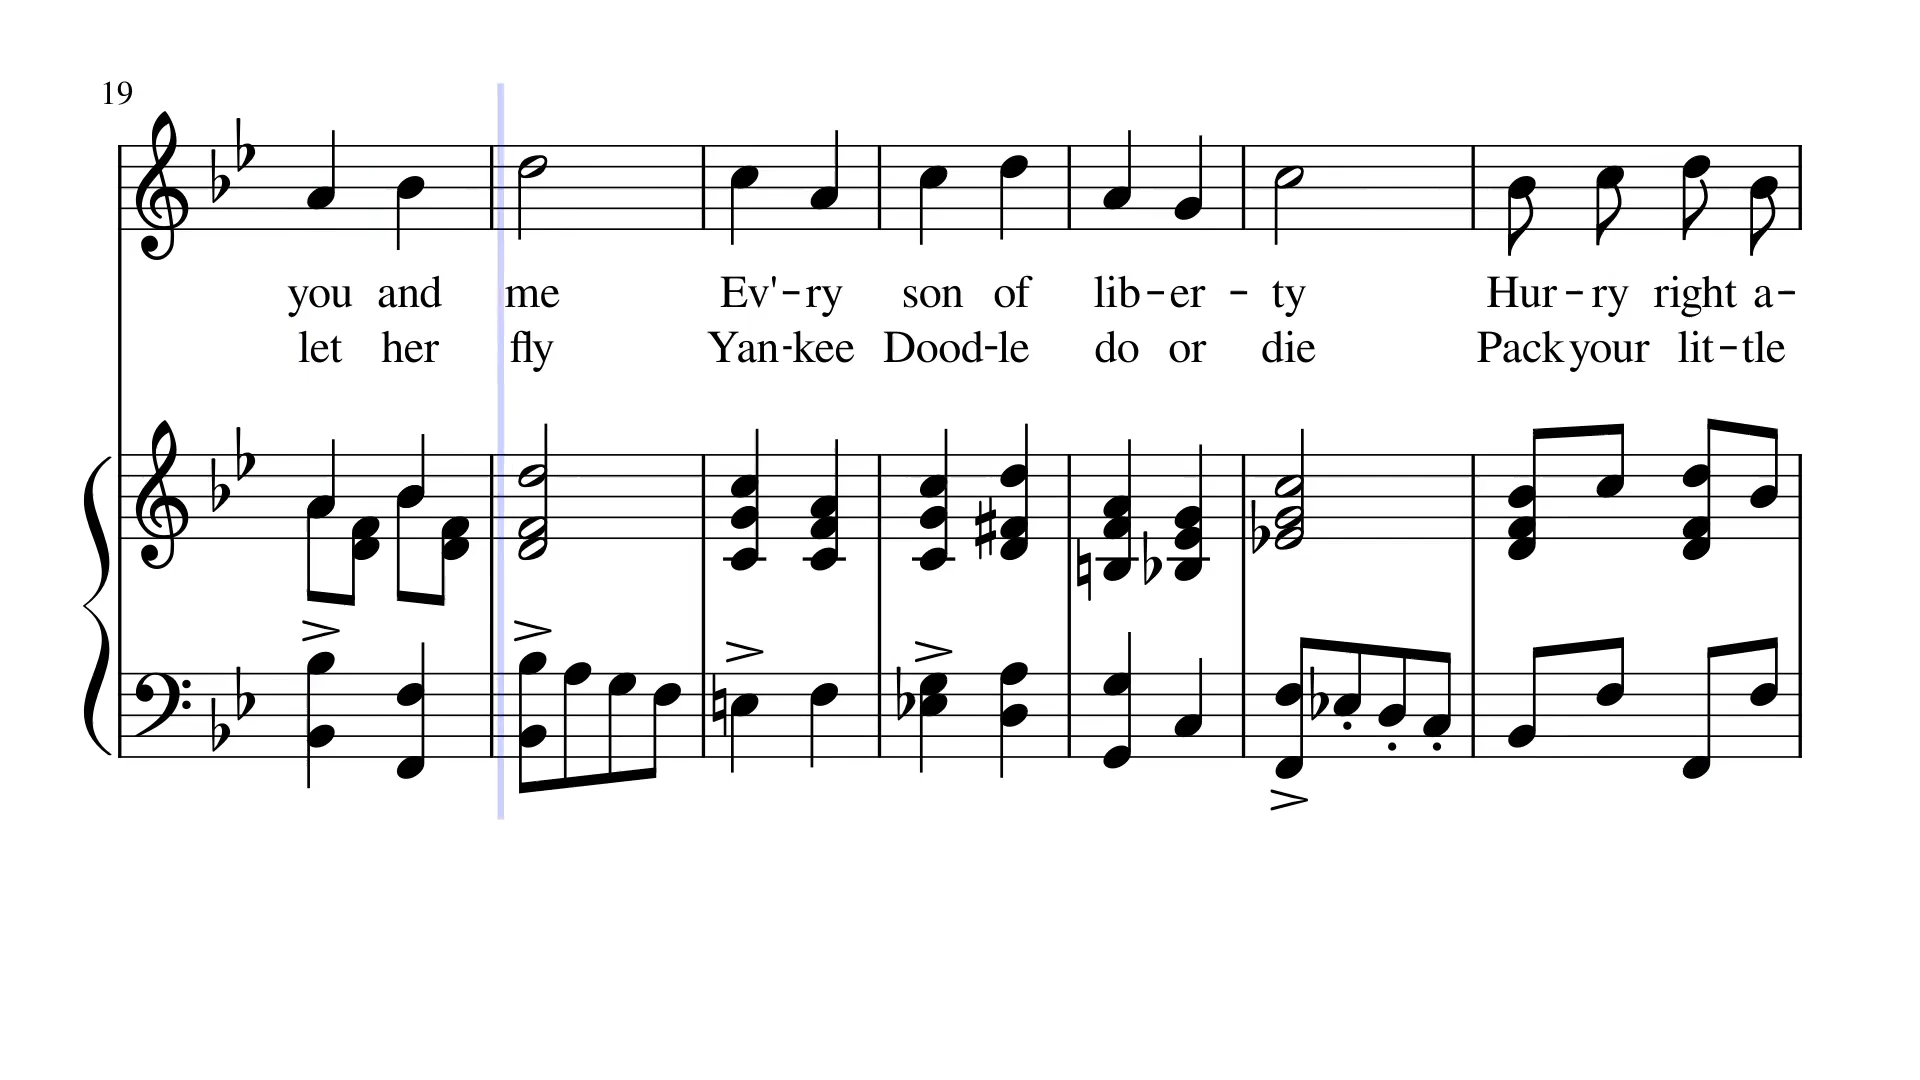 19
you and me Ev'-ry son of lib-er-ty Hur-ry right a-
let her fly Yan-kee Dood-le do or die Pack your lit-tle